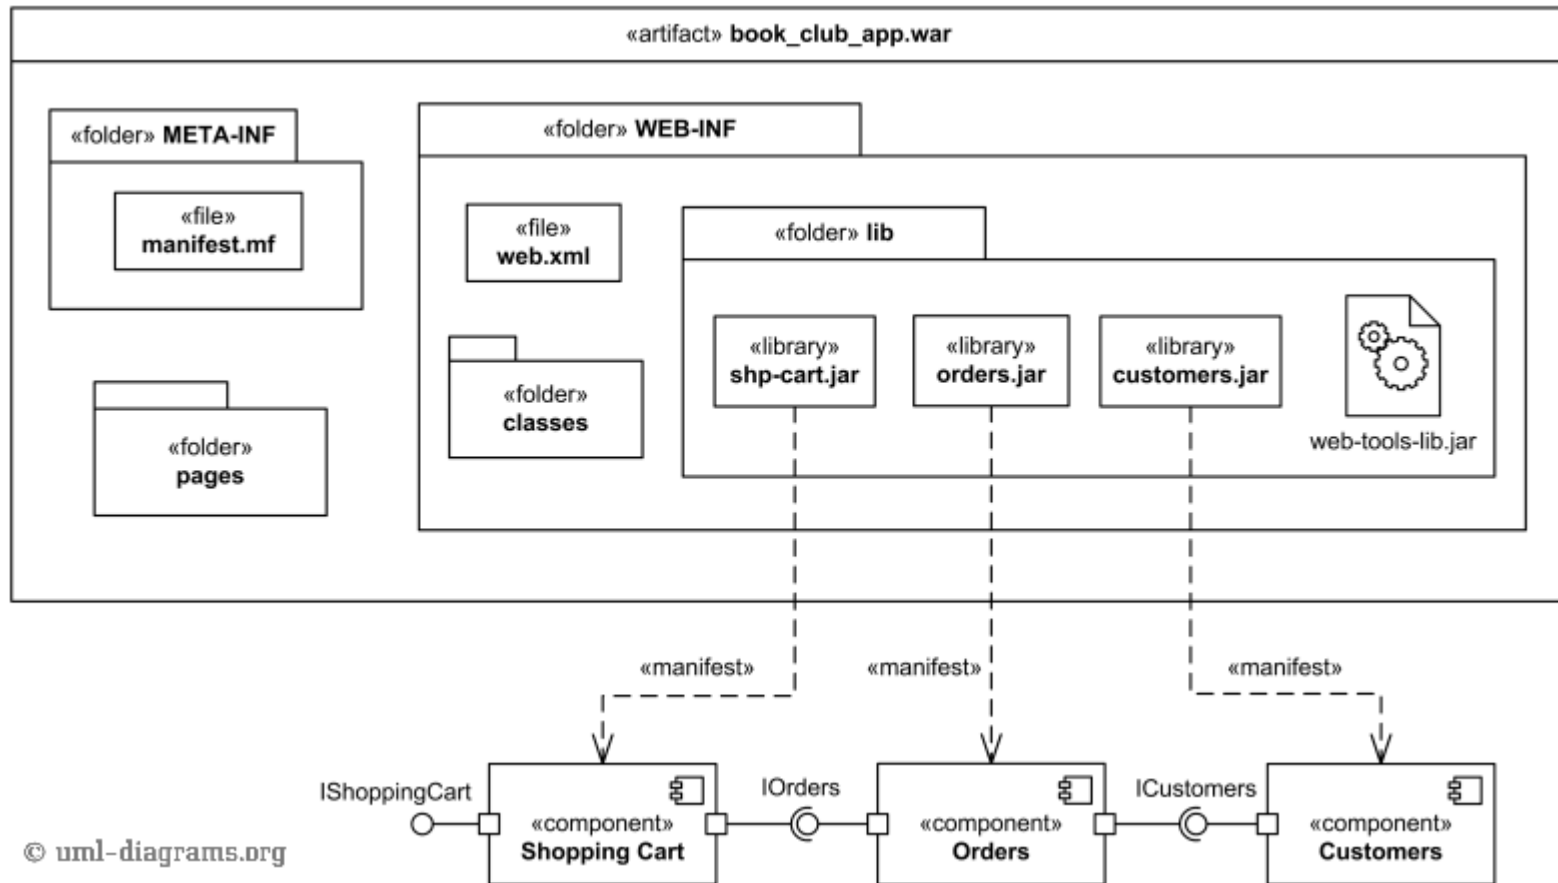 «artifact» book_club_app.war
«folder» META-INF
«folder» WEB-INF
«file»
manifest.mf
«file»
web.xml
«folder» lib
«library»
shp-cart.jar
«library»
orders.jar
«library»
customers.jar
web-tools-lib.jar
«folder»
classes
«folder»
pages
«manifest»
«manifest»
«manifest»
IShoppingCart
«component»
Shopping Cart
IOrders
«component»
Orders
ICustomers
«component»
Customers
© uml-diagrams.org